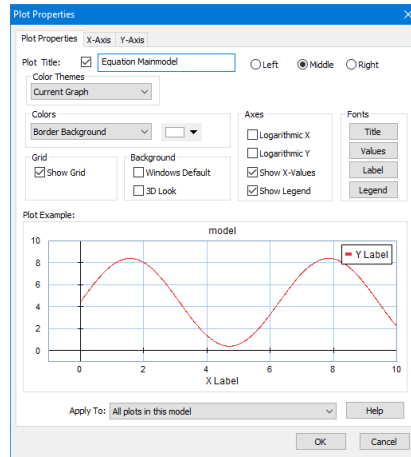 Plot Properties
Plot Properties X-Axis Y-Axis
Plot Title: Equation Mainmodel Left Middle Right
Color Themes
Current Graph
Colors Axes Fonts
Border Background Logarithmic X Title
Logarithmic Y Values
Grid Background
Show Grid Windows Default Show X-Values Label
3D Look Show Legend Legend
Plot Example:
model
10
Y Label
8
6
4
2
0
0 2 4 6 8 10
X Label
Apply To: All plots in this model Help
OK Cancel